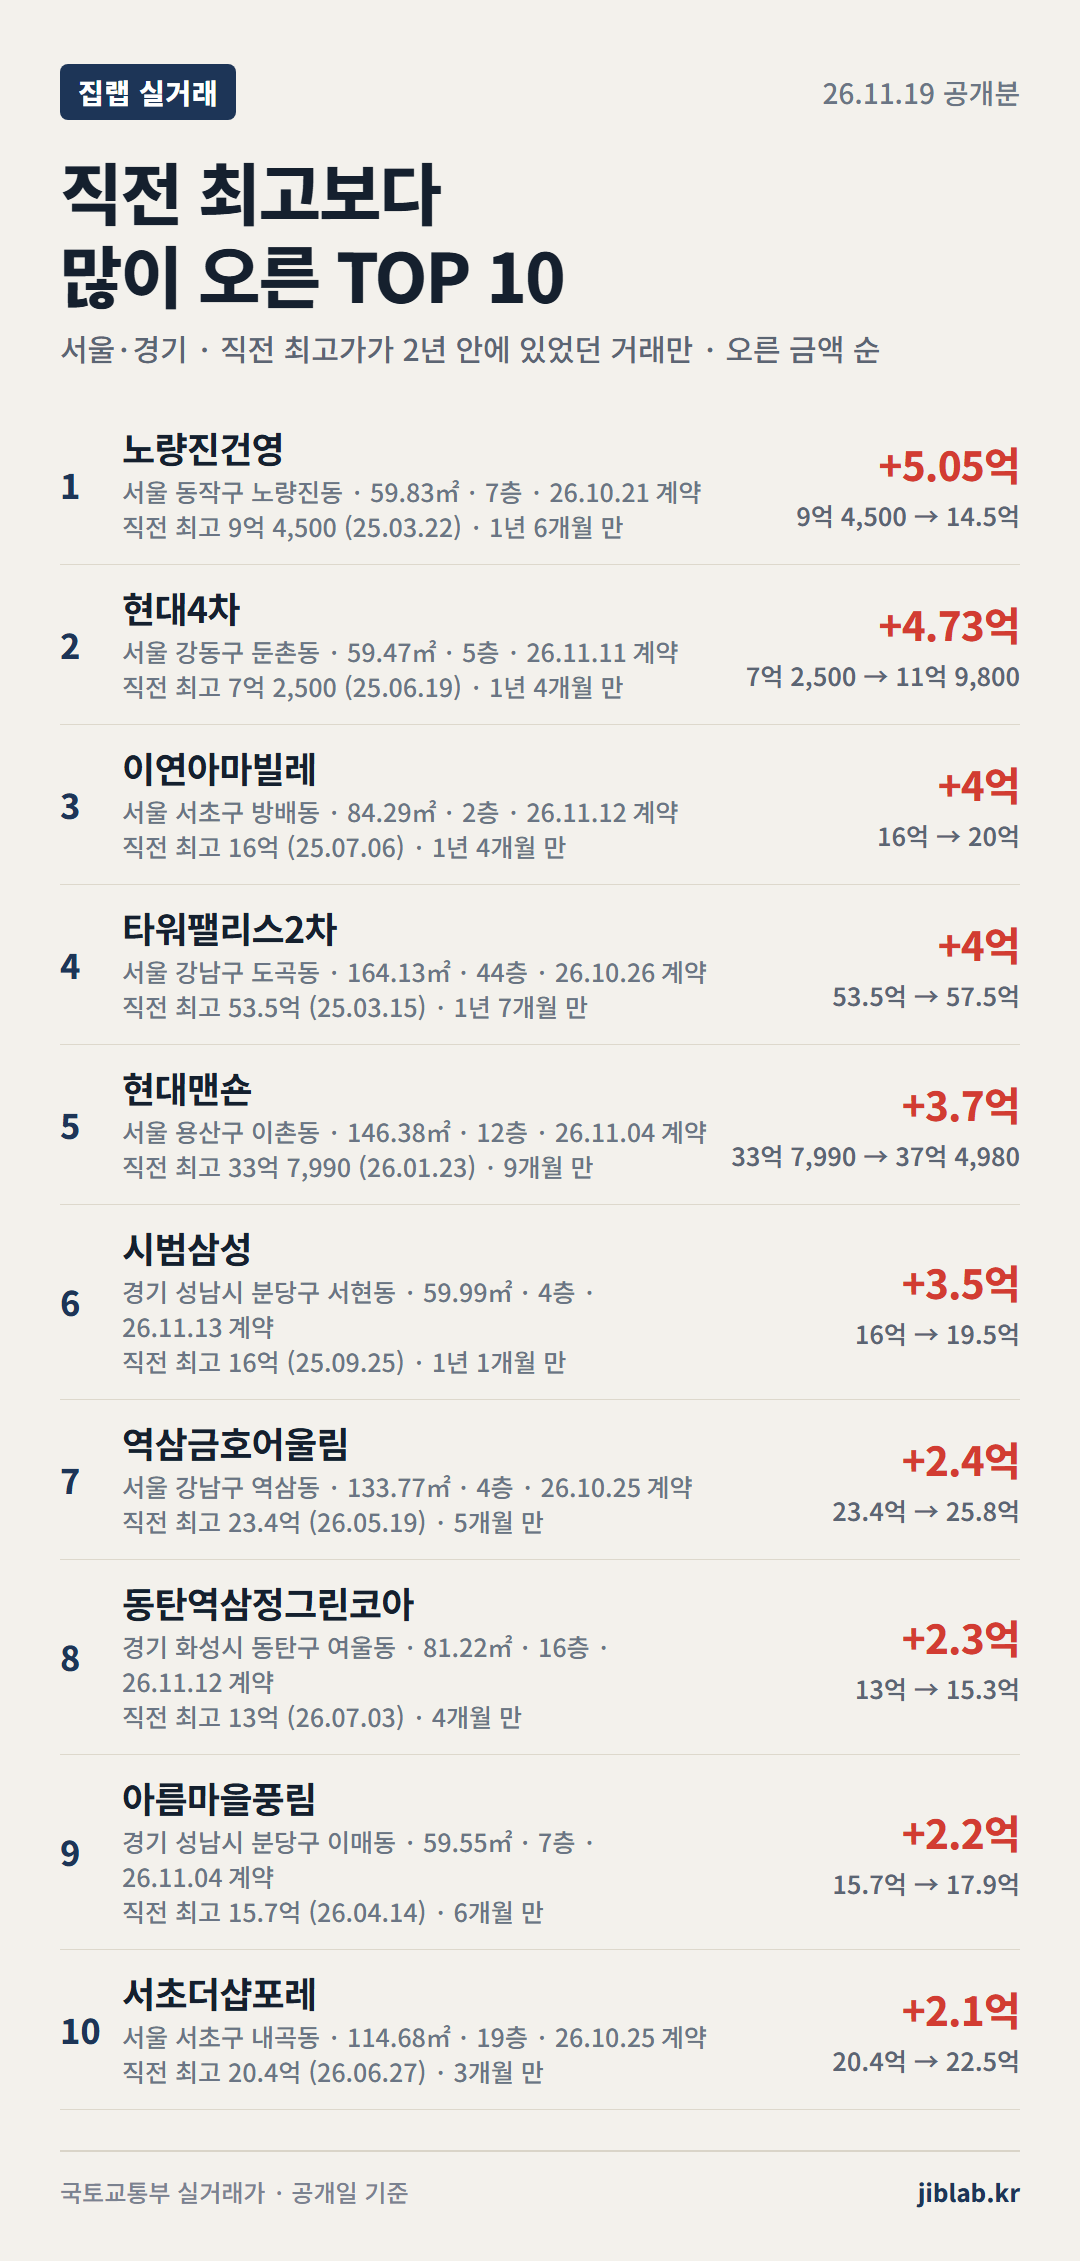 집랩 실거래
26.11.19 공개분
직전 최고보다
많이 오른 TOP 10
서울·경기 · 직전 최고가가 2년 안에 있었던 거래만 · 오른 금액 순
1
노량진건영
서울 동작구 노량진동 · 59.83㎡ · 7층 · 26.10.21 계약
직전 최고 9억 4,500 (25.03.22) · 1년 6개월 만
+5.05억
9억 4,500 → 14.5억
2
현대4차
서울 강동구 둔촌동 · 59.47㎡ · 5층 · 26.11.11 계약
직전 최고 7억 2,500 (25.06.19) · 1년 4개월 만
+4.73억
7억 2,500 → 11억 9,800
3
이연아마빌레
서울 서초구 방배동 · 84.29㎡ · 2층 · 26.11.12 계약
직전 최고 16억 (25.07.06) · 1년 4개월 만
+4억
16억 → 20억
4
타워팰리스2차
서울 강남구 도곡동 · 164.13㎡ · 44층 · 26.10.26 계약
직전 최고 53.5억 (25.03.15) · 1년 7개월 만
+4억
53.5억 → 57.5억
5
현대맨숀
서울 용산구 이촌동 · 146.38㎡ · 12층 · 26.11.04 계약
직전 최고 33억 7,990 (26.01.23) · 9개월 만
+3.7억
33억 7,990 → 37억 4,980
6
시범삼성
경기 성남시 분당구 서현동 · 59.99㎡ · 4층 ·
26.11.13 계약
직전 최고 16억 (25.09.25) · 1년 1개월 만
+3.5억
16억 → 19.5억
7
역삼금호어울림
서울 강남구 역삼동 · 133.77㎡ · 4층 · 26.10.25 계약
직전 최고 23.4억 (26.05.19) · 5개월 만
+2.4억
23.4억 → 25.8억
8
동탄역삼정그린코아
경기 화성시 동탄구 여울동 · 81.22㎡ · 16층 ·
26.11.12 계약
직전 최고 13억 (26.07.03) · 4개월 만
+2.3억
13억 → 15.3억
9
아름마을풍림
경기 성남시 분당구 이매동 · 59.55㎡ · 7층 ·
26.11.04 계약
직전 최고 15.7억 (26.04.14) · 6개월 만
+2.2억
15.7억 → 17.9억
10
서초더샵포레
서울 서초구 내곡동 · 114.68㎡ · 19층 · 26.10.25 계약
직전 최고 20.4억 (26.06.27) · 3개월 만
+2.1억
20.4억 → 22.5억
국토교통부 실거래가 · 공개일 기준
jiblab.kr